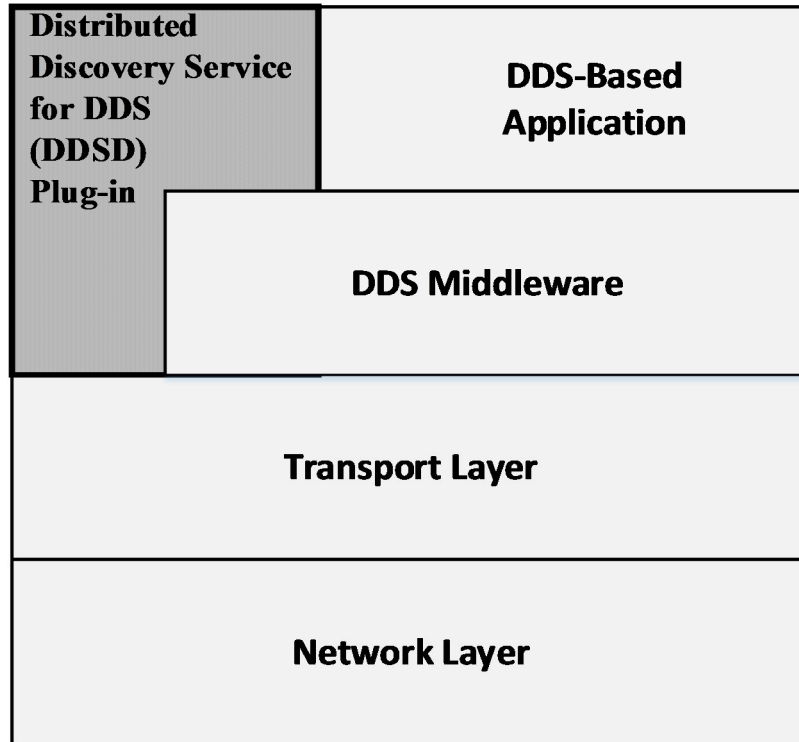 Distributed
Discovery Service
for DDS
(DDSD)
Plug-in
DDS-Based
Application
DDS Middleware
Transport Layer
Network Layer